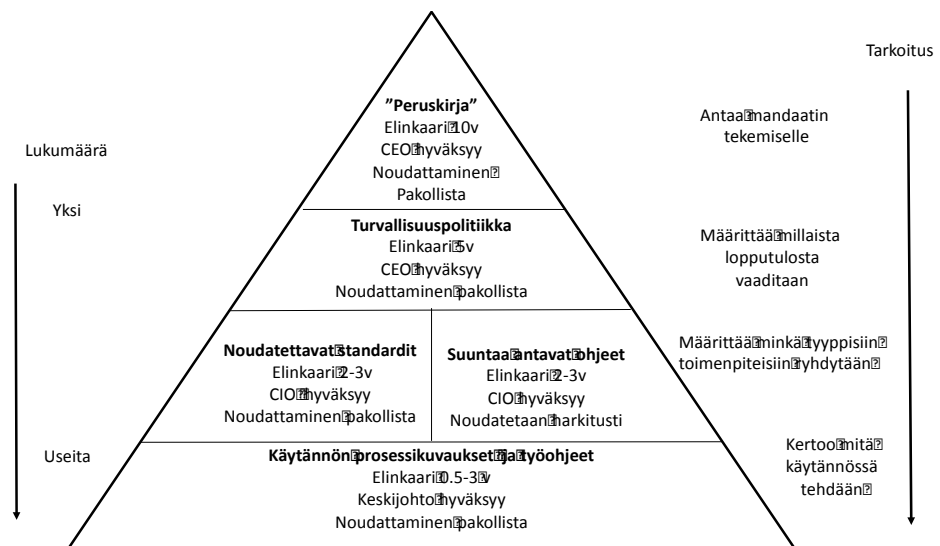 Tarkoitus
”Peruskirja”
Elinkaari 10v
CEO hyväksyy
Noudattaminen
Pakollista
Antaa mandaatin
tekemiselle
Lukumäärä
Yksi
Turvallisuuspolitiikka
Elinkaari 5v
CEO hyväksyy
Noudattaminen pakollista
Määrittää millaista
lopputulosta
vaaditaan
Noudatettavat standardit
Elinkaari 2-3v
CIO hyväksyy
Noudattaminen pakollista
Suuntaa antavat ohjeet
Elinkaari 2-3v
CIO hyväksyy
Noudatetaan harkitusti
Määrittää minkä tyyppisiin
toimenpiteisiin ryhdytään
Useita
Käytännön prosessikuvaukset ja työohjeet
Elinkaari 0.5-3 v
Keskijohto hyväksyy
Noudattaminen pakollista
Kertoo mitä
käytännössä
tehdään